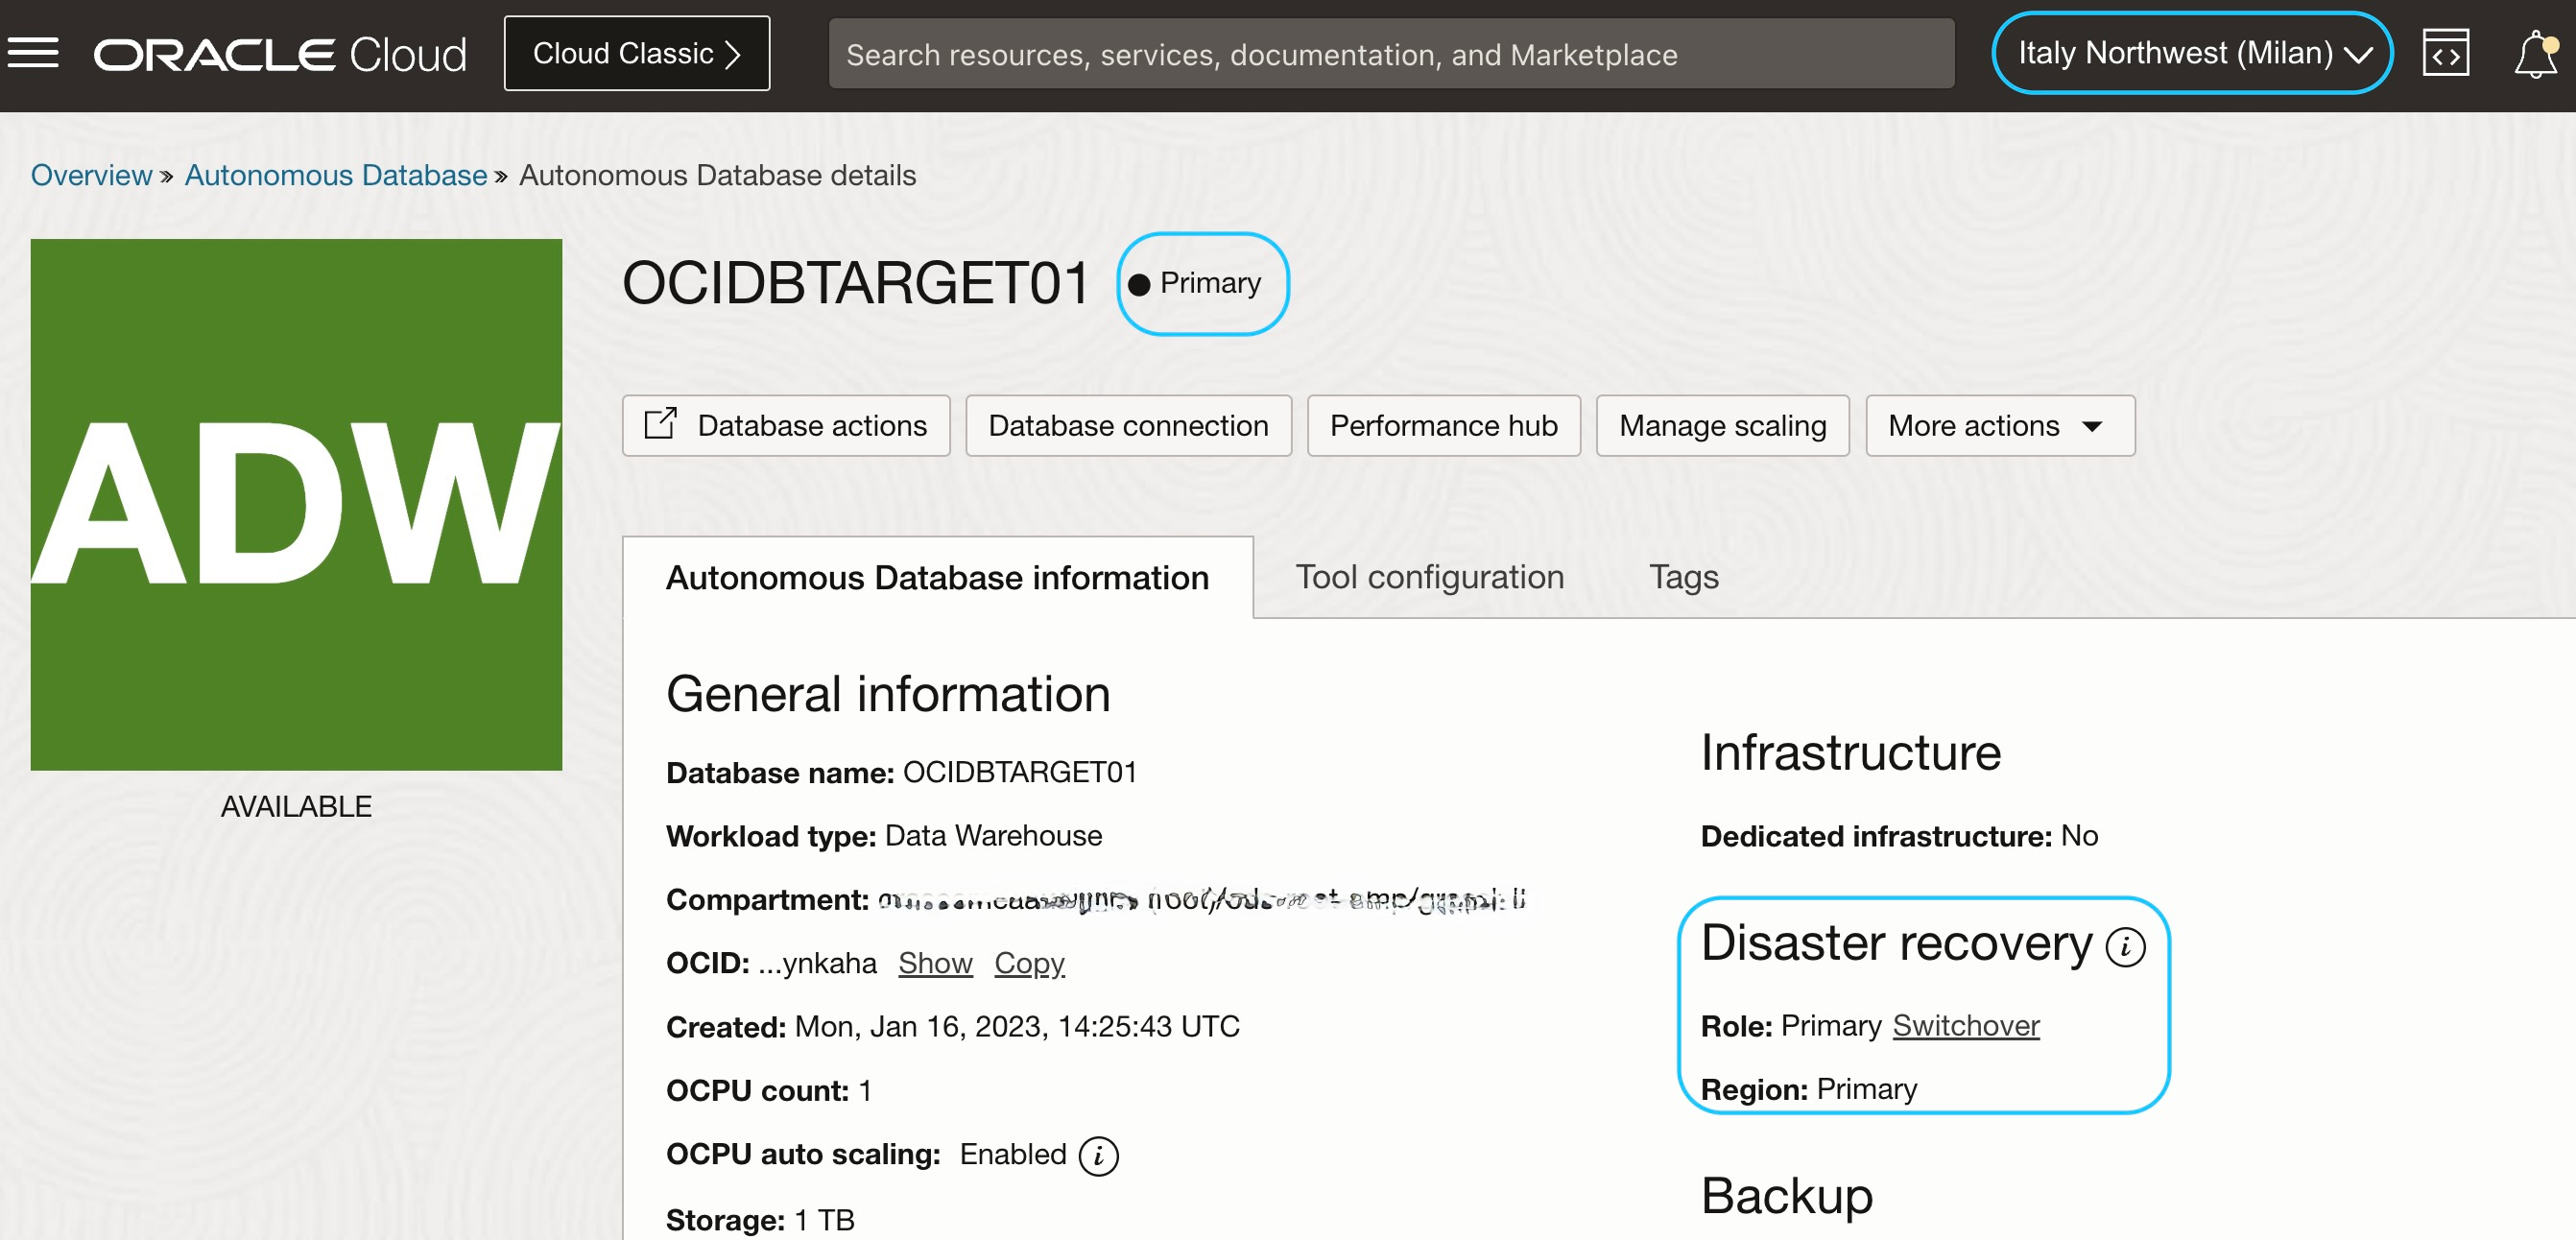 ORACLE Cloud
Cloud Classic
Search resources, services, documentation, and Marketplace
Italy Northwest (Milan)
Overview » Autonomous Database » Autonomous Database details
ADW
AVAILABLE
OCIDBTARGET01
Primary
Database actions
Database connection
Performance hub
Manage scaling
More actions
Autonomous Database information
Tool configuration
Tags
General information
Database name: OCIDBTARGET01
Workload type: Data Warehouse
Compartment:
OCID: ...ynkaha Show Copy
Created: Mon, Jan 16, 2023, 14:25:43 UTC
OCPU count: 1
OCPU auto scaling: Enabled
Storage: 1 TB
Infrastructure
Dedicated infrastructure: No
Disaster recovery
Role: Primary Switchover
Region: Primary
Backup